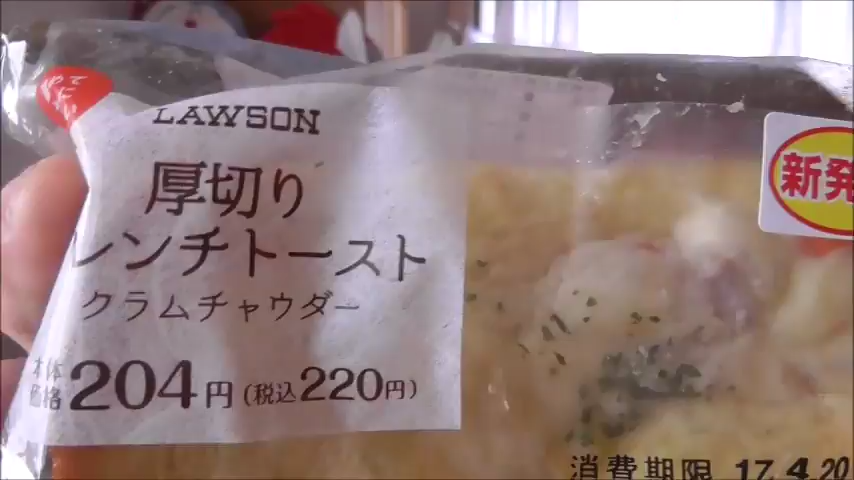 LAWSON
厚切り
レンチトースト
クラムチャウダー
本体
価格 204円(税込220円)
新発
消費期限 17.4.20